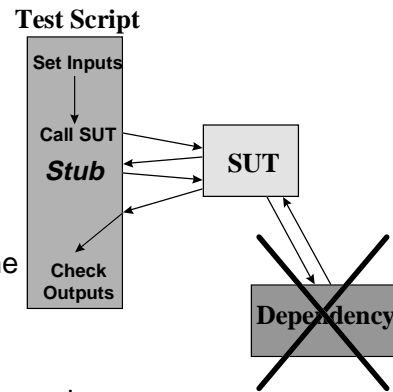 Test Script
Set Inputs
Call SUT
Stub
SUT
Check
Outputs
Dependency